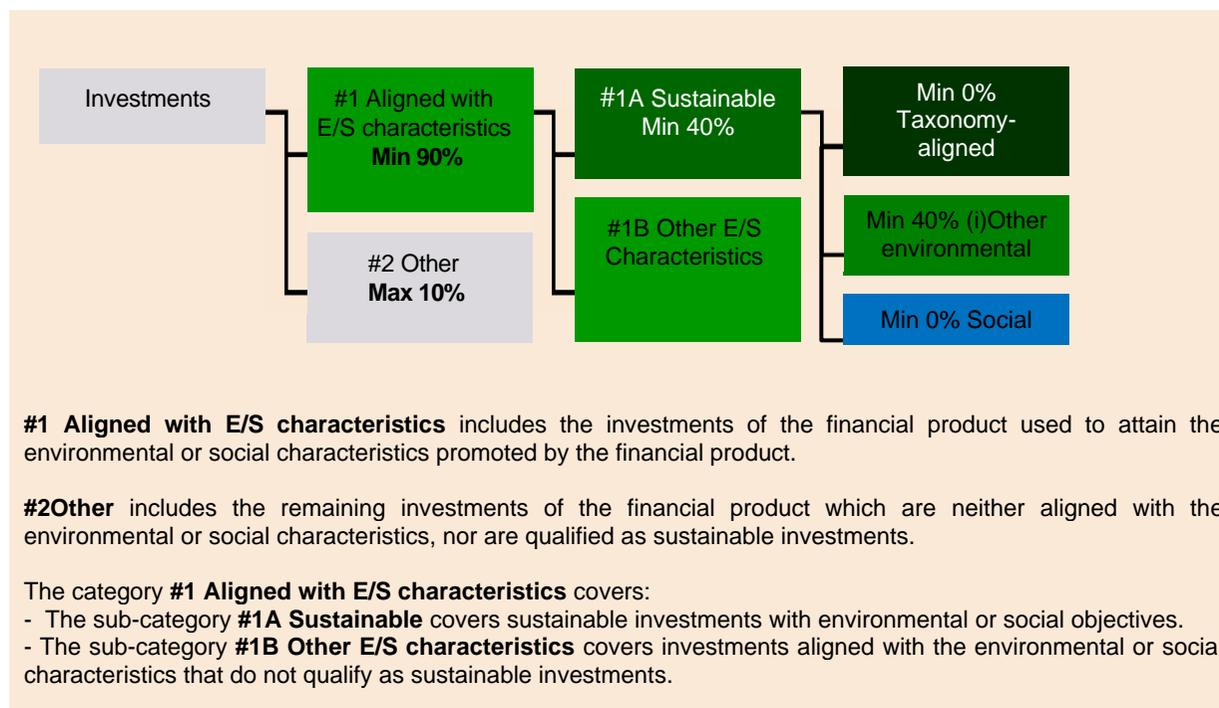 Investments
#1 Aligned with
E/S characteristics
Min 90%
#2 Other
Max 10%
#1A Sustainable
Min 40%
#1B Other E/S
Characteristics
Min 0%
Taxonomy-
aligned
Min 40% (i)Other
environmental
Min 0% Social
#1 Aligned with E/S characteristics includes the investments of the financial product used to attain the
environmental or social characteristics promoted by the financial product.
#2Other includes the remaining investments of the financial product which are neither aligned with the
environmental or social characteristics, nor are qualified as sustainable investments.
The category #1 Aligned with E/S characteristics covers:
- The sub-category #1A Sustainable covers sustainable investments with environmental or social objectives.
- The sub-category #1B Other E/S characteristics covers investments aligned with the environmental or social
characteristics that do not qualify as sustainable investments.